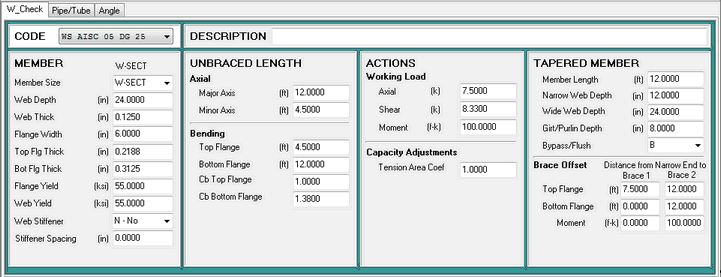 W_Check Pipe/Tube Angle
CODE WS AISC 05 DG 25 DESCRIPTION
MEMBER W-SECT
Member Size W-SECT
Web Depth (in) 24.0000
Web Thick (in) 0.1250
Flange Width (in) 6.0000
Top Flg Thick (in) 0.2188
Bot Flg Thick (in) 0.3125
Flange Yield (ksi) 55.0000
Web Yield (ksi) 55.0000
Web Stiffener N - No
Stiffener Spacing (in) 0.0000
UNBRACED LENGTH
Axial
Major Axis (ft) 12.0000
Minor Axis (ft) 4.5000
Bending
Top Flange (ft) 4.5000
Bottom Flange (ft) 12.0000
Cb Top Flange 1.0000
Cb Bottom Flange 1.3800
ACTIONS
Working Load
Axial (k) 7.5000
Shear (k) 8.3300
Moment (f-k) 100.0000
Capacity Adjustments
Tension Area Coef 1.0000
TAPERED MEMBER
Member Length (ft) 12.0000
Narrow Web Depth (in) 12.0000
Wide Web Depth (in) 24.0000
Girt/Purlin Depth (in) 8.0000
Bypass/Flush B
Brace Offset Distance from Narrow End to
Brace 1 Brace 2
Top Flange (ft) 7.5000 12.0000
Bottom Flange (ft) 0.0000 12.0000
Moment (f-k) 0.0000 100.0000